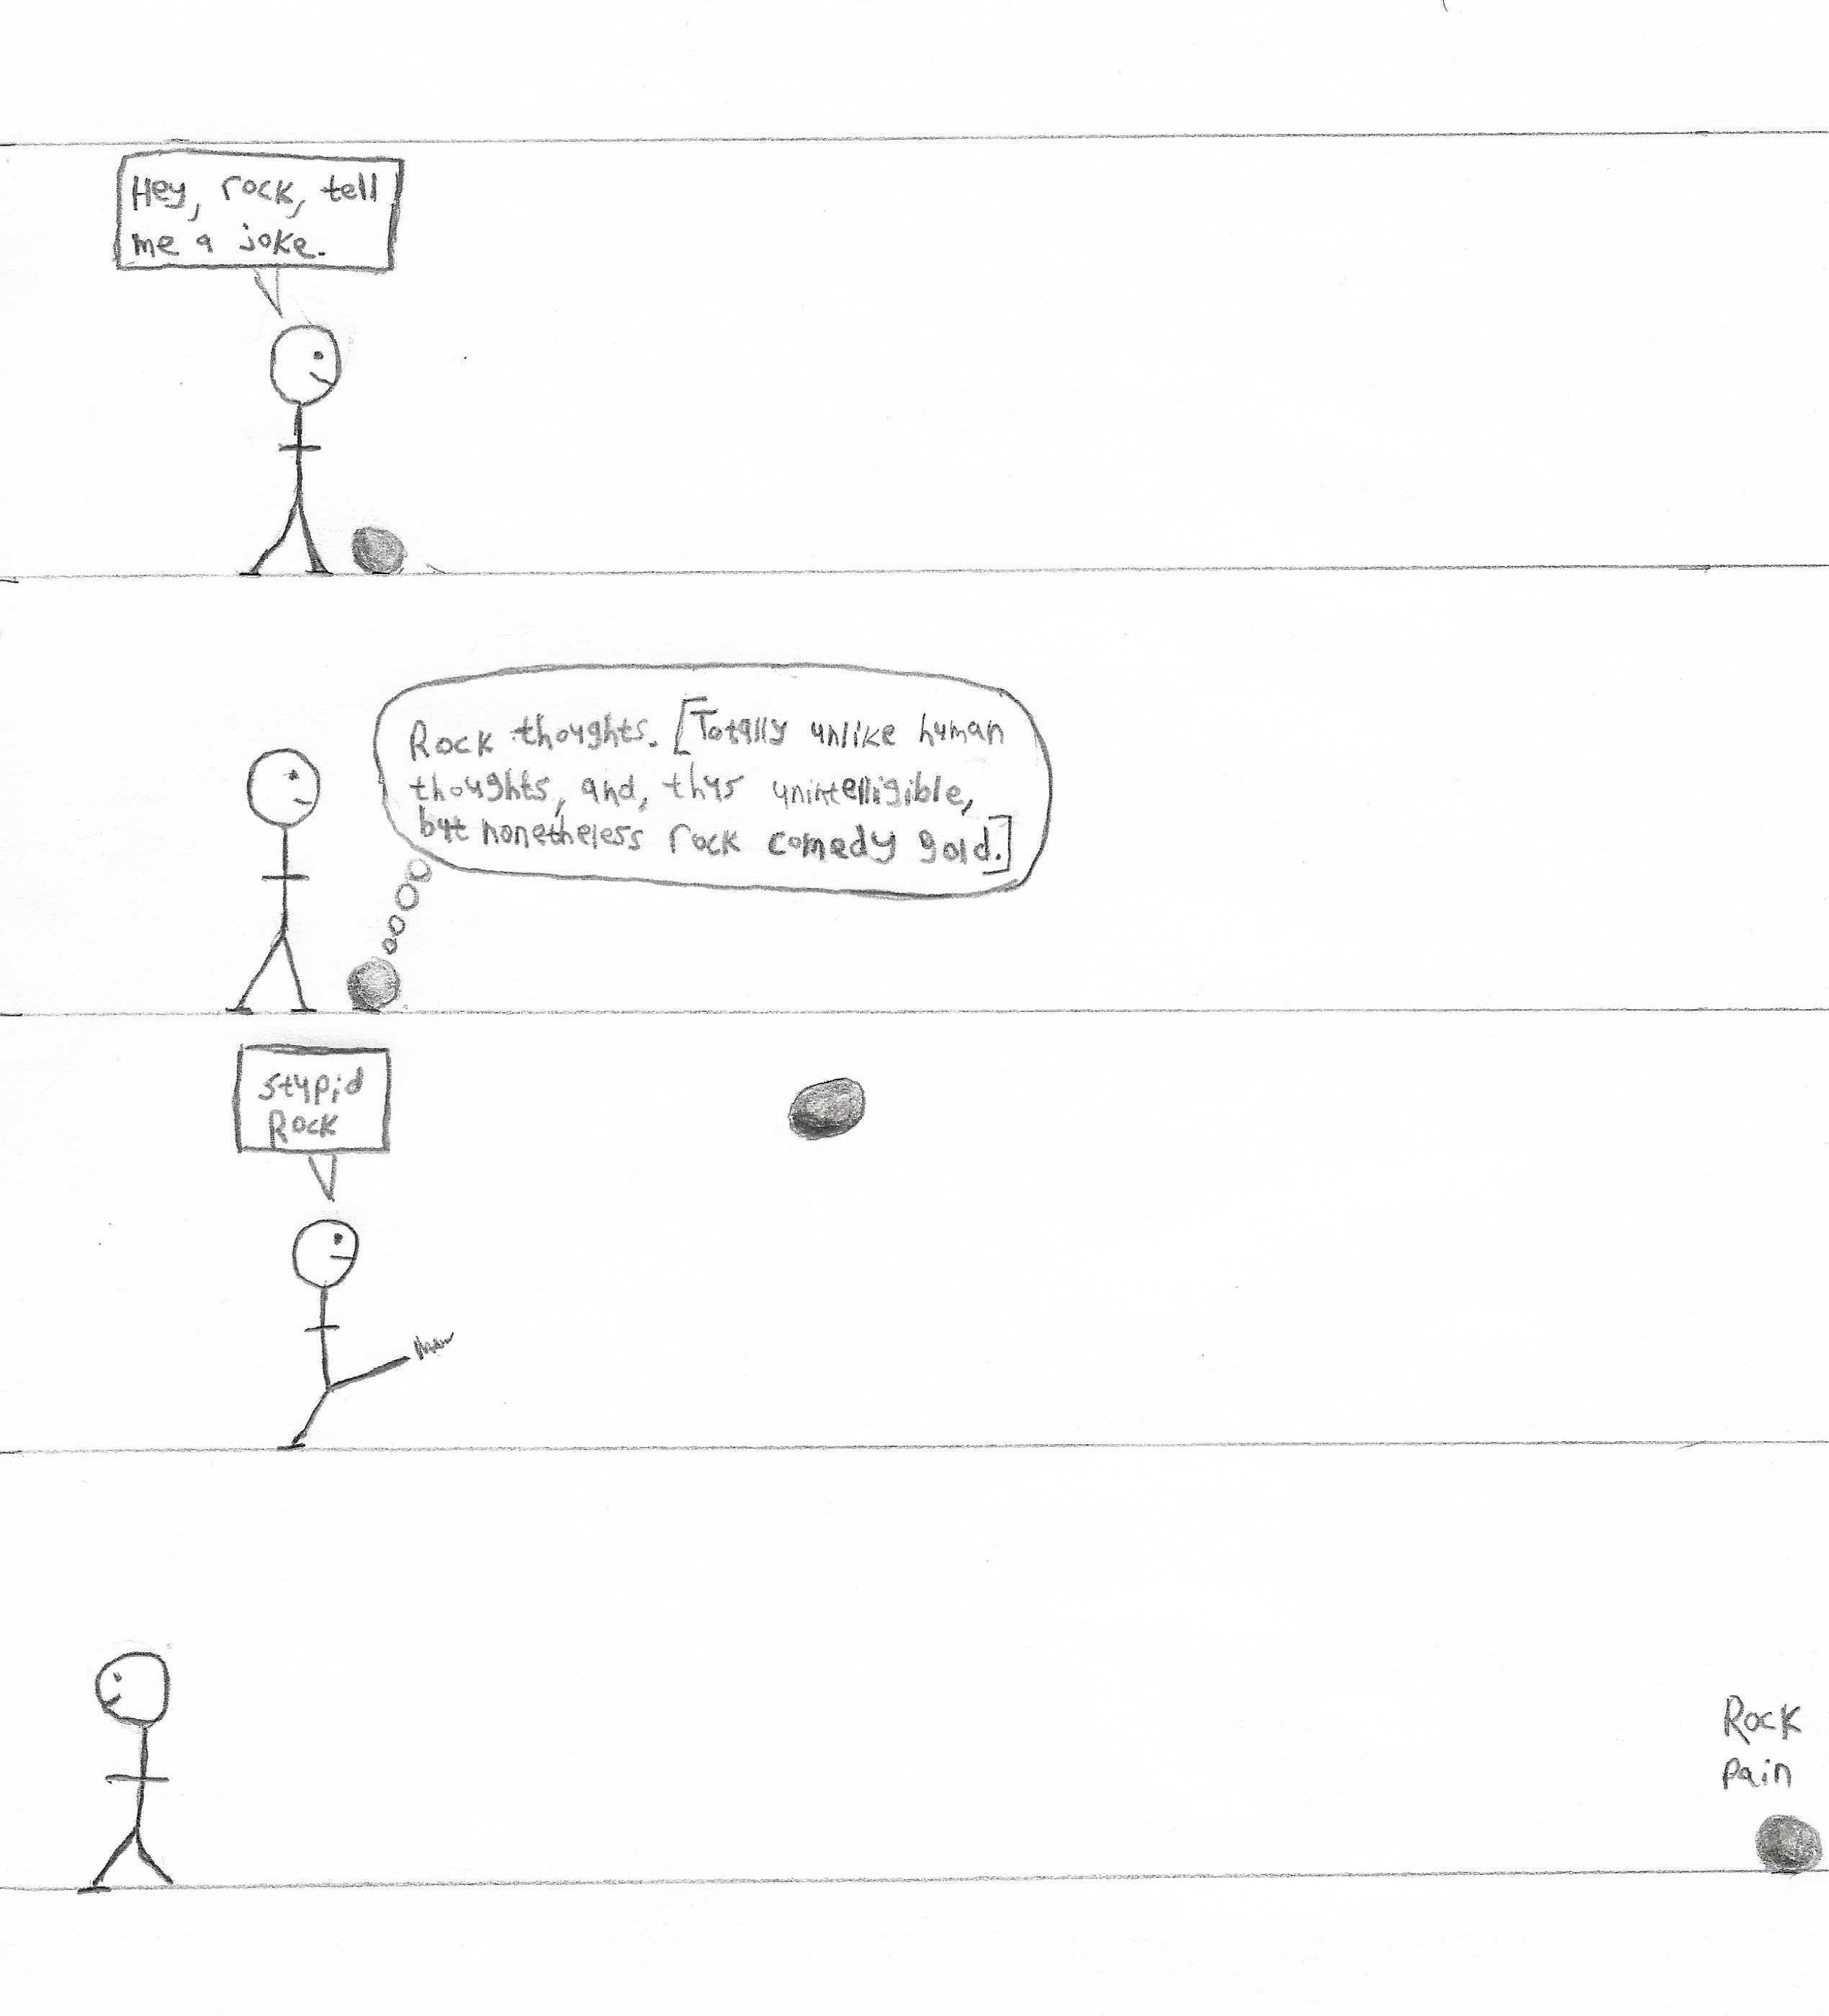 Hey, rock, tell
me a joke.
Rock thoughts. [Totally unlike human
thoughts, and, thus unintelligible,
but nonetheless rock comedy gold.]
Stupid
Rock
Rock
pain